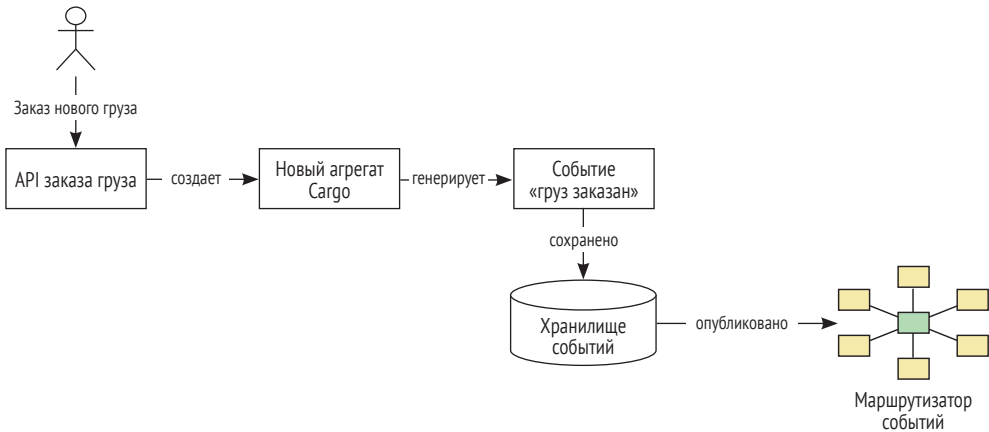 Заказ нового груза
API заказа груза
создает
Новый агрегат
Cargo
генерирует
Событие
«груз заказан»
сохранено
Хранилище
событий
опубликовано
Маршрутизатор
событий